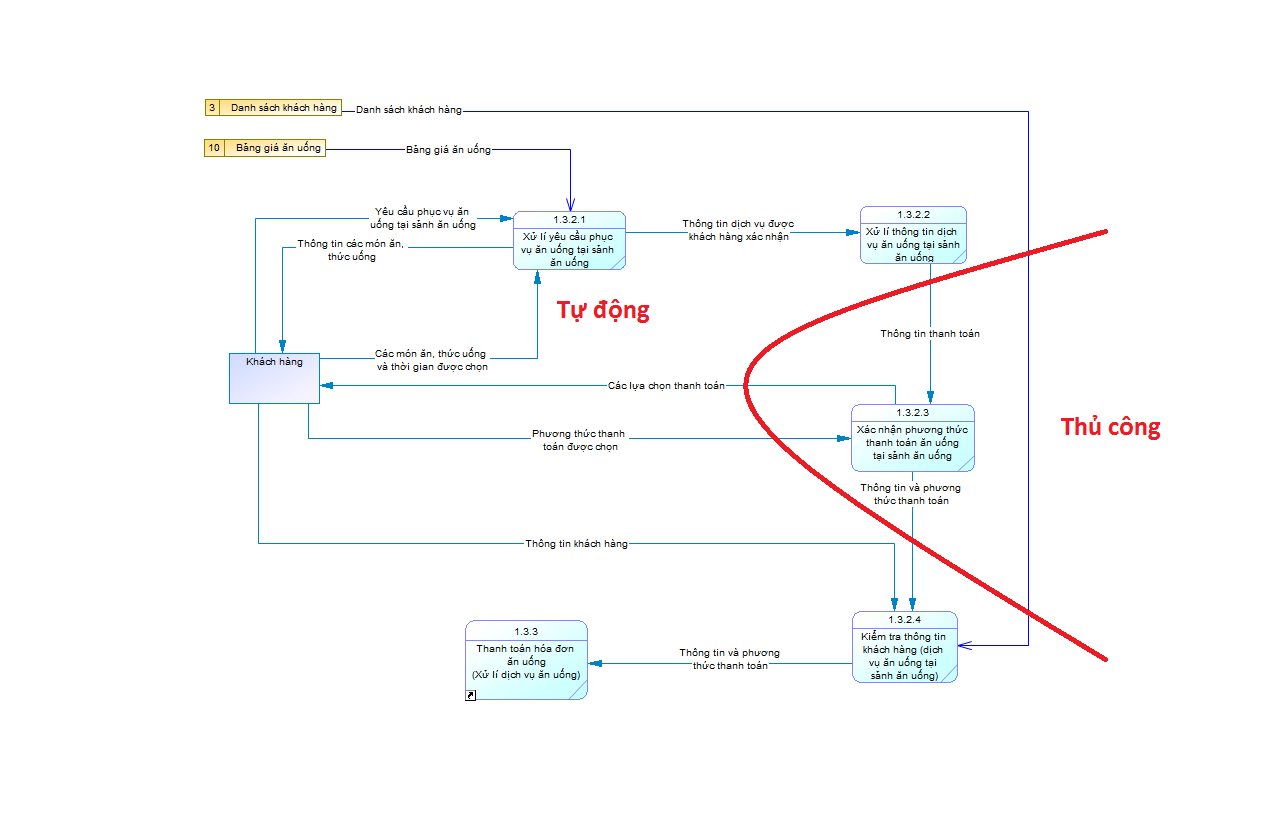 3 Danh sách khách hàng
Danh sách khách hàng
10 Bảng giá ăn uống
Bảng giá ăn uống
Yêu cầu phục vụ ăn
uống tại sảnh ăn uống
1.3.2.1
Xử lí yêu cầu phục
vụ ăn uống tại sảnh
ăn uống
Thông tin dịch vụ được
khách hàng xác nhận
1.3.2.2
Xử lí thông tin dịch
vụ ăn uống tại sảnh
ăn uống
Thông tin các món ăn,
thức uống
Tự động
Thông tin thanh toán
Khách hàng
Các món ăn, thức uống
và thời gian được chọn
Các lựa chọn thanh toán
1.3.2.3
Xác nhận phương thức
thanh toán ăn uống
tại sảnh ăn uống
Thủ công
Phương thức thanh
toán được chọn
Thông tin và phương
thức thanh toán
Thông tin khách hàng
1.3.3
Thanh toán hóa đơn
ăn uống
(Xử lí dịch vụ ăn uống)
Thông tin và phương
thức thanh toán
1.3.2.4
Kiểm tra thông tin
khách hàng (dịch
vụ ăn uống tại
sảnh ăn uống)